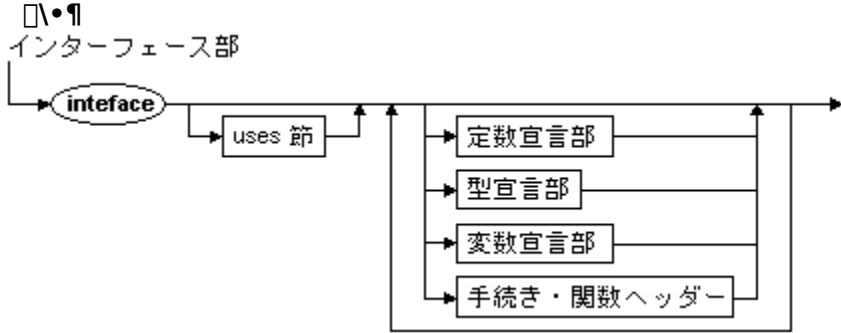 \•¶
インターフェース部
inteface
uses 節
定数宣言部
型宣言部
変数宣言部
手続き・関数ヘッダー